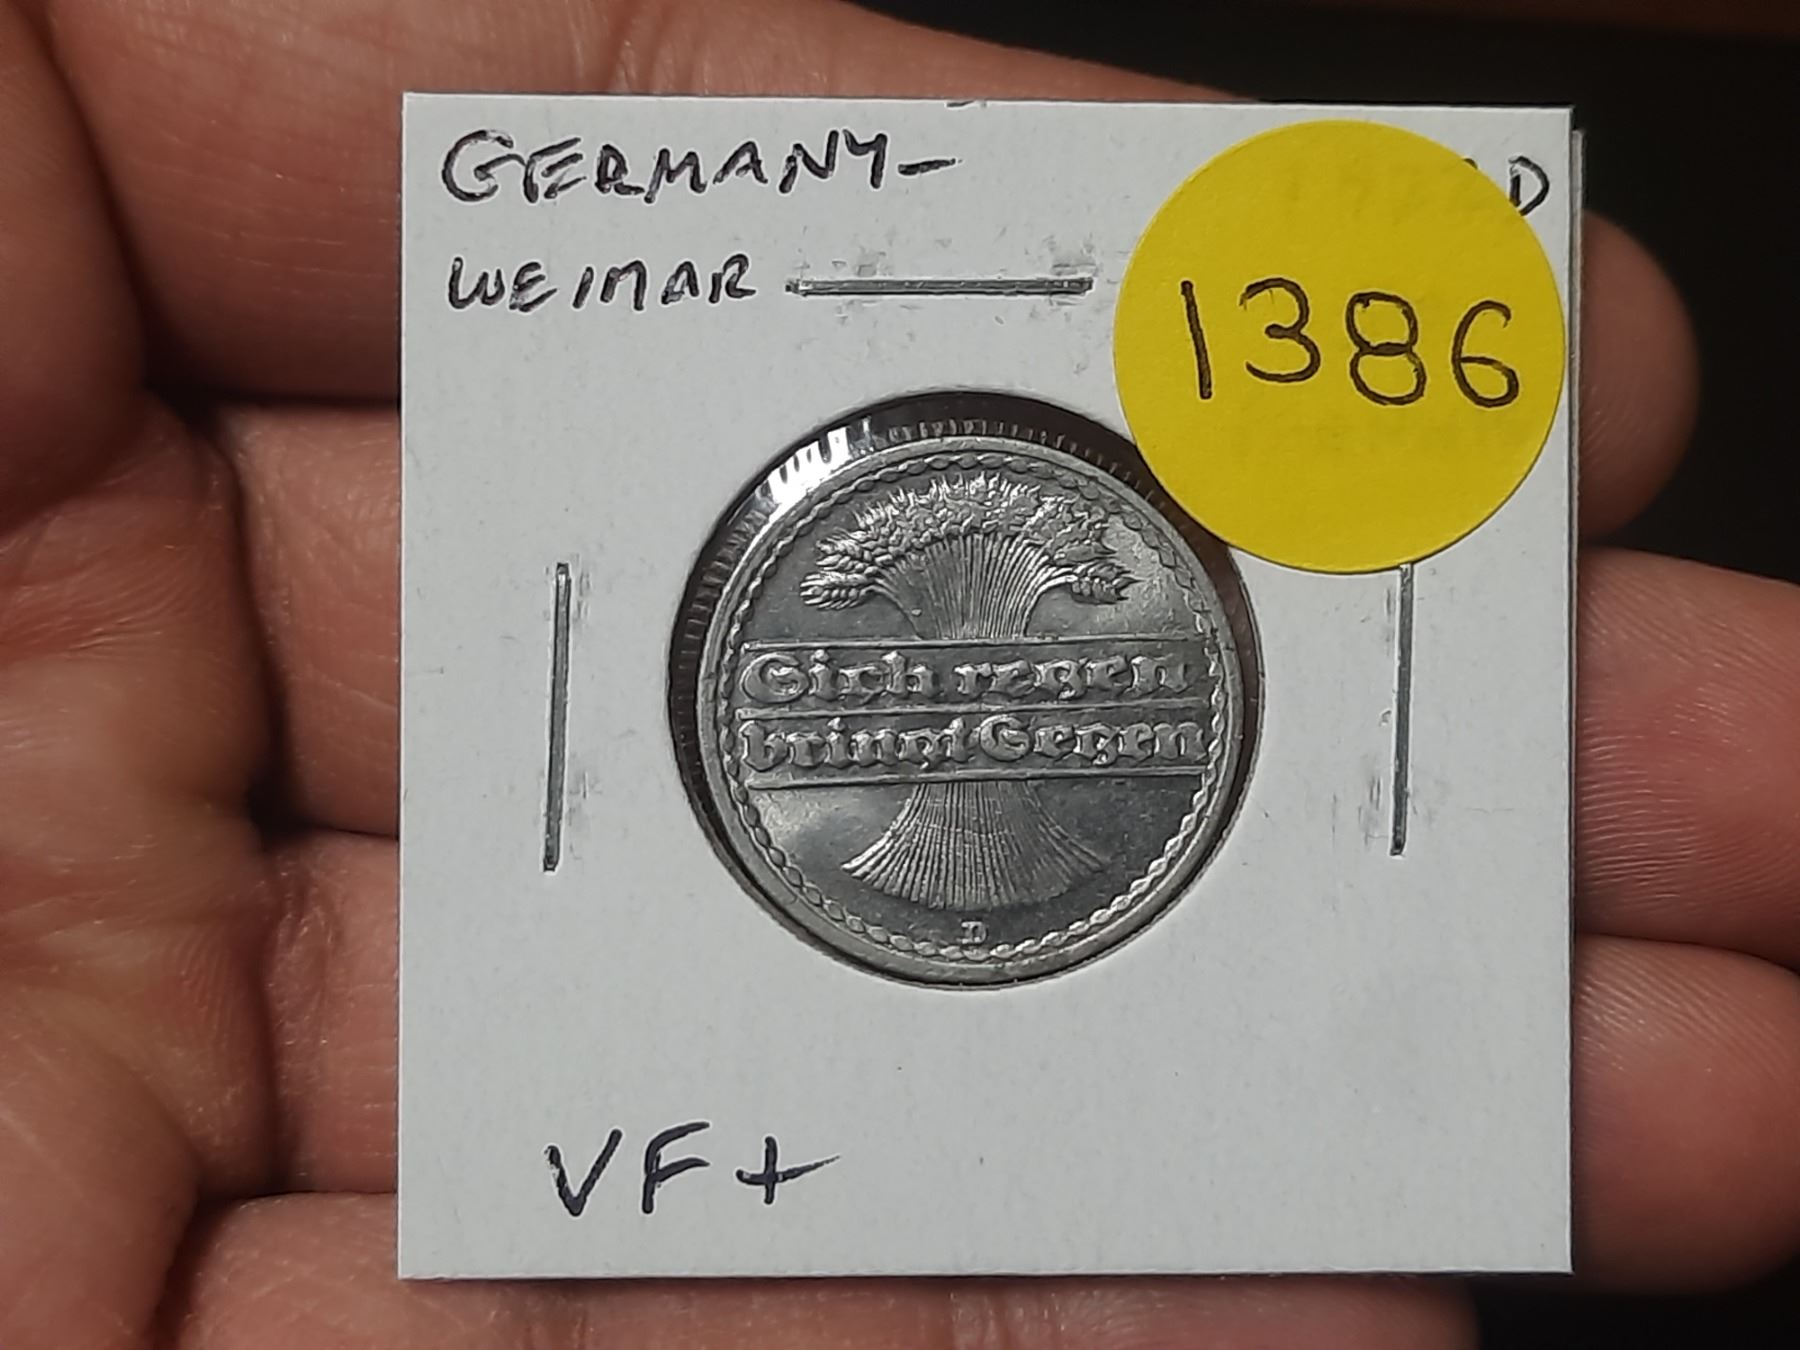 GERMANY-
D
WEIMAR
1386
Sich regen
bringt Segen
D
VF+